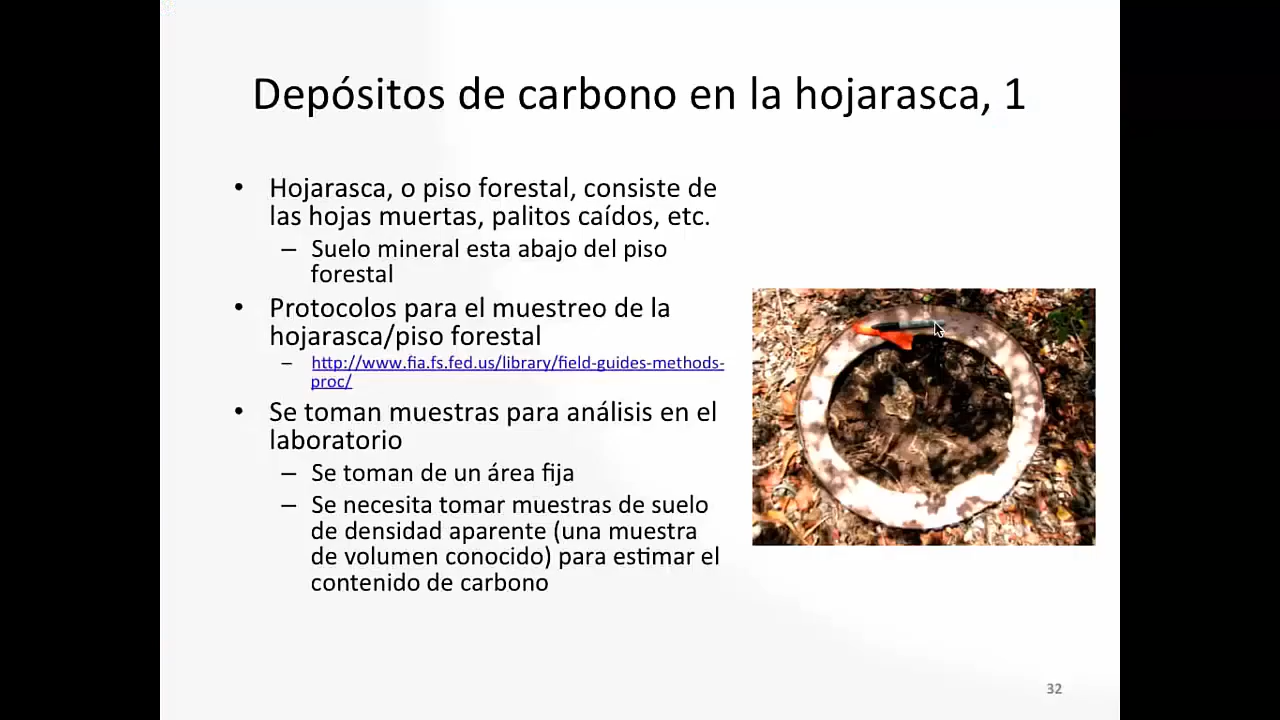 Depósitos de carbono en la hojarasca, 1
• Hojarasca, o piso forestal, consiste de
las hojas muertas, palitos caídos, etc.
– Suelo mineral esta abajo del piso
forestal
• Protocolos para el muestreo de la
hojarasca/piso forestal
– http://www.fia.fs.fed.us/library/field-guides-methods-
proc/
• Se toman muestras para análisis en el
laboratorio
– Se toman de un área fija
– Se necesita tomar muestras de suelo
de densidad aparente (una muestra
de volumen conocido) para estimar el
contenido de carbono
32